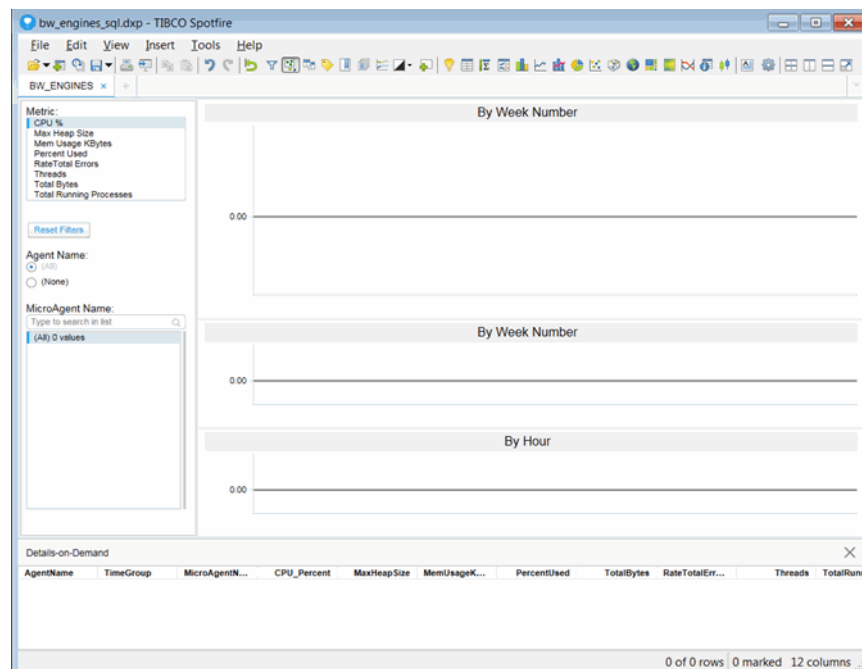 bw_engines_sql.dxp - TIBCO Spotfire
File Edit View Insert Tools Help
BW_ENGINES × +
Metric:
CPU %
Max Heap Size
Mem Usage KBytes
Percent Used
RateTotal Errors
Threads
Total Bytes
Total Running Processes
Reset Filters
Agent Name:
(All)
(None)
MicroAgent Name:
Type to search in list
(All) 0 values
By Week Number
0.00
By Week Number
0.00
By Hour
0.00
Details-on-Demand
AgentName TimeGroup MicroAgentN... CPU_Percent MaxHeapSize MemUsageK... PercentUsed TotalBytes RateTotalErr... Threads TotalRun
0 of 0 rows 0 marked 12 columns